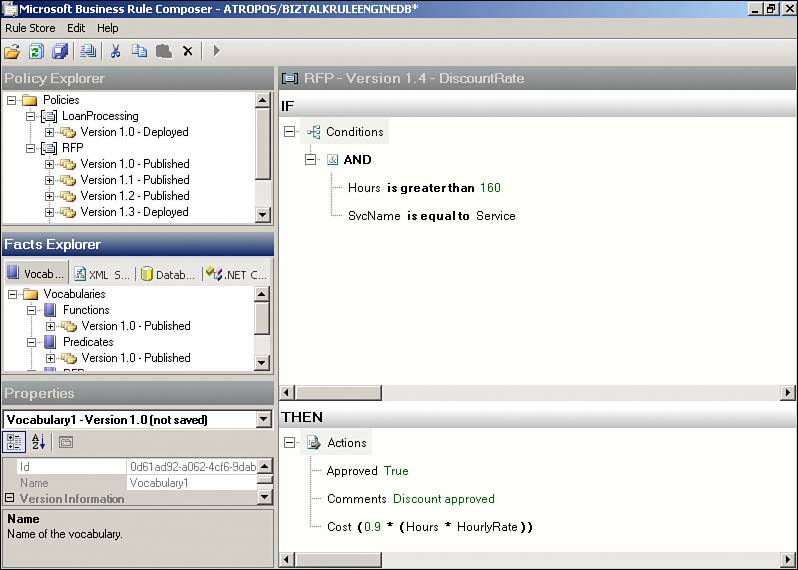 Microsoft Business Rule Composer - ATROPOS/BIZTALKRULEENGINEDB*
Rule Store Edit Help
Policy Explorer
Policies
LoanProcessing
Version 1.0 - Deployed
RFP
Version 1.0 - Published
Version 1.1 - Published
Version 1.2 - Published
Version 1.3 - Deployed
Facts Explorer
Vocab... XML S... Datab... .NET C...
Vocabularies
Functions
Version 1.0 - Published
Predicates
Version 1.0 - Published
Properties
Vocabulary1 - Version 1.0 (not saved)
Id 0d61ad92-a062-4cf6-9dab
Name Vocabulary1
Version Information
Name
Name of the vocabulary.
RFP - Version 1.4 - DiscountRate
IF
Conditions
AND
Hours is greater than 160
SvcName is equal to Service
THEN
Actions
Approved True
Comments Discount approved
Cost (0.9 * (Hours * HourlyRate))